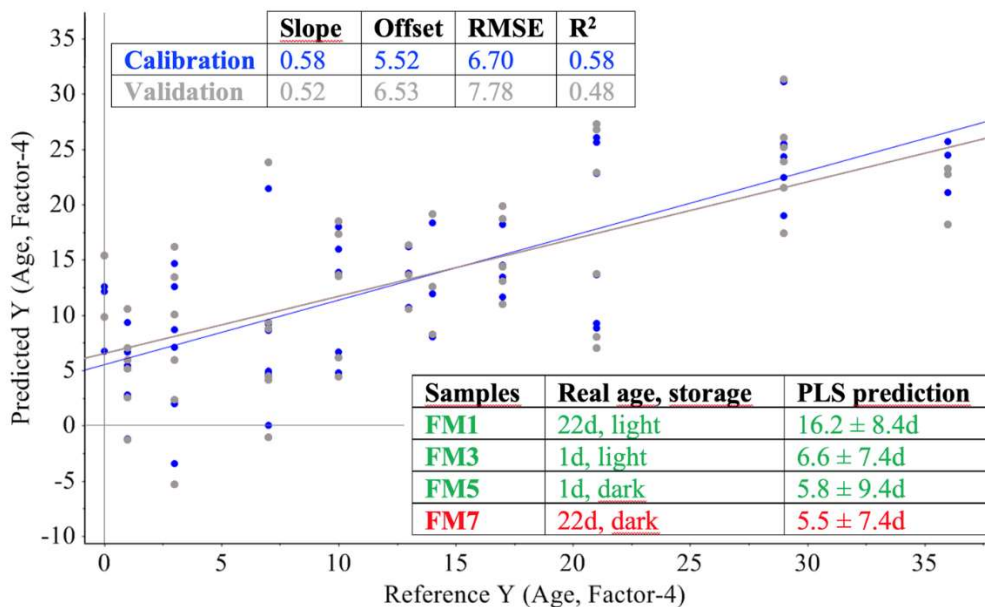 Slope Offset RMSE R²
Calibration 0.58 5.52 6.70 0.58
Validation 0.52 6.53 7.78 0.48
35
30
25
20
15
10
5
0
-5
-10
Predicted Y (Age, Factor-4)
Samples Real age, storage PLS prediction
FM1 22d, light 16.2 ± 8.4d
FM3 1d, light 6.6 ± 7.4d
FM5 1d, dark 5.8 ± 9.4d
FM7 22d, dark 5.5 ± 7.4d
0 5 10 15 20 25 30 35
Reference Y (Age, Factor-4)